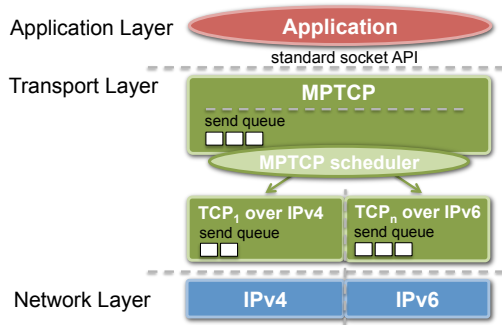 Application Layer
Application
standard socket API
Transport Layer
MPTCP
send queue
MPTCP scheduler
TCP₁ over IPv4
send queue
TCPₙ over IPv6
send queue
Network Layer
IPv4
IPv6